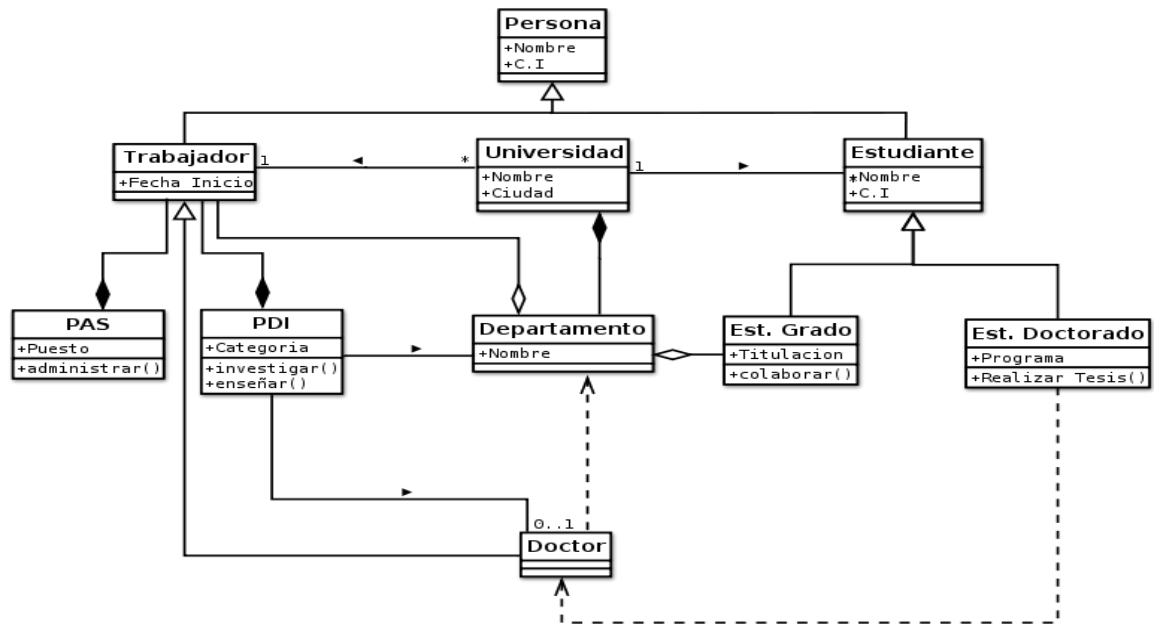 Persona
+Nombre
+C.I
Trabajador
+Fecha Inicio
1
*
Universidad
+Nombre
+Ciudad
1
Estudiante
*Nombre
+C.I
PAS
+Puesto
+administrar()
PDI
+Categoria
+investigar()
+enseñar()
Departamento
+Nombre
Est. Grado
+Titulacion
+colaborar()
Est. Doctorado
+Programa
+Realizar Tesis()
0..1
Doctor